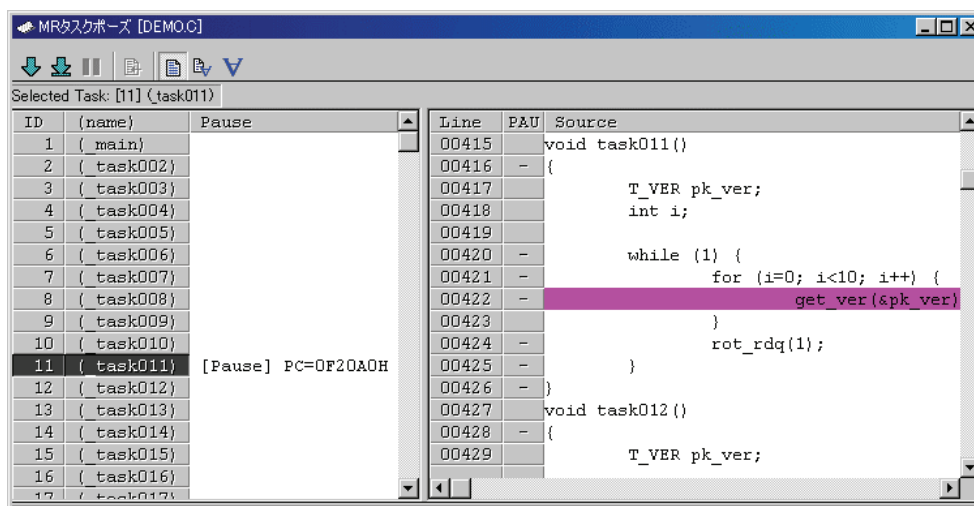 MRタスクポーズ [DEMO.C]
Selected Task: [11] (_task011)
ID (name) Pause
1 (_main)
2 (_task002)
3 (_task003)
4 (_task004)
5 (_task005)
6 (_task006)
7 (_task007)
8 (_task008)
9 (_task009)
10 (_task010)
11 (_task011) [Pause] PC=0F20A0H
12 (_task012)
13 (_task013)
14 (_task014)
15 (_task015)
16 (_task016)
17 (_task017)
Line PAU Source
00415 void task011()
00416 - {
00417 T_VER pk_ver;
00418 int i;
00419
00420 - while (1) {
00421 - for (i=0; i<10; i++) {
00422 - get_ver(&pk_ver)
00423 }
00424 - rot_rdq(1);
00425 - }
00426 - }
00427 void task012()
00428 - {
00429 T_VER pk_ver;